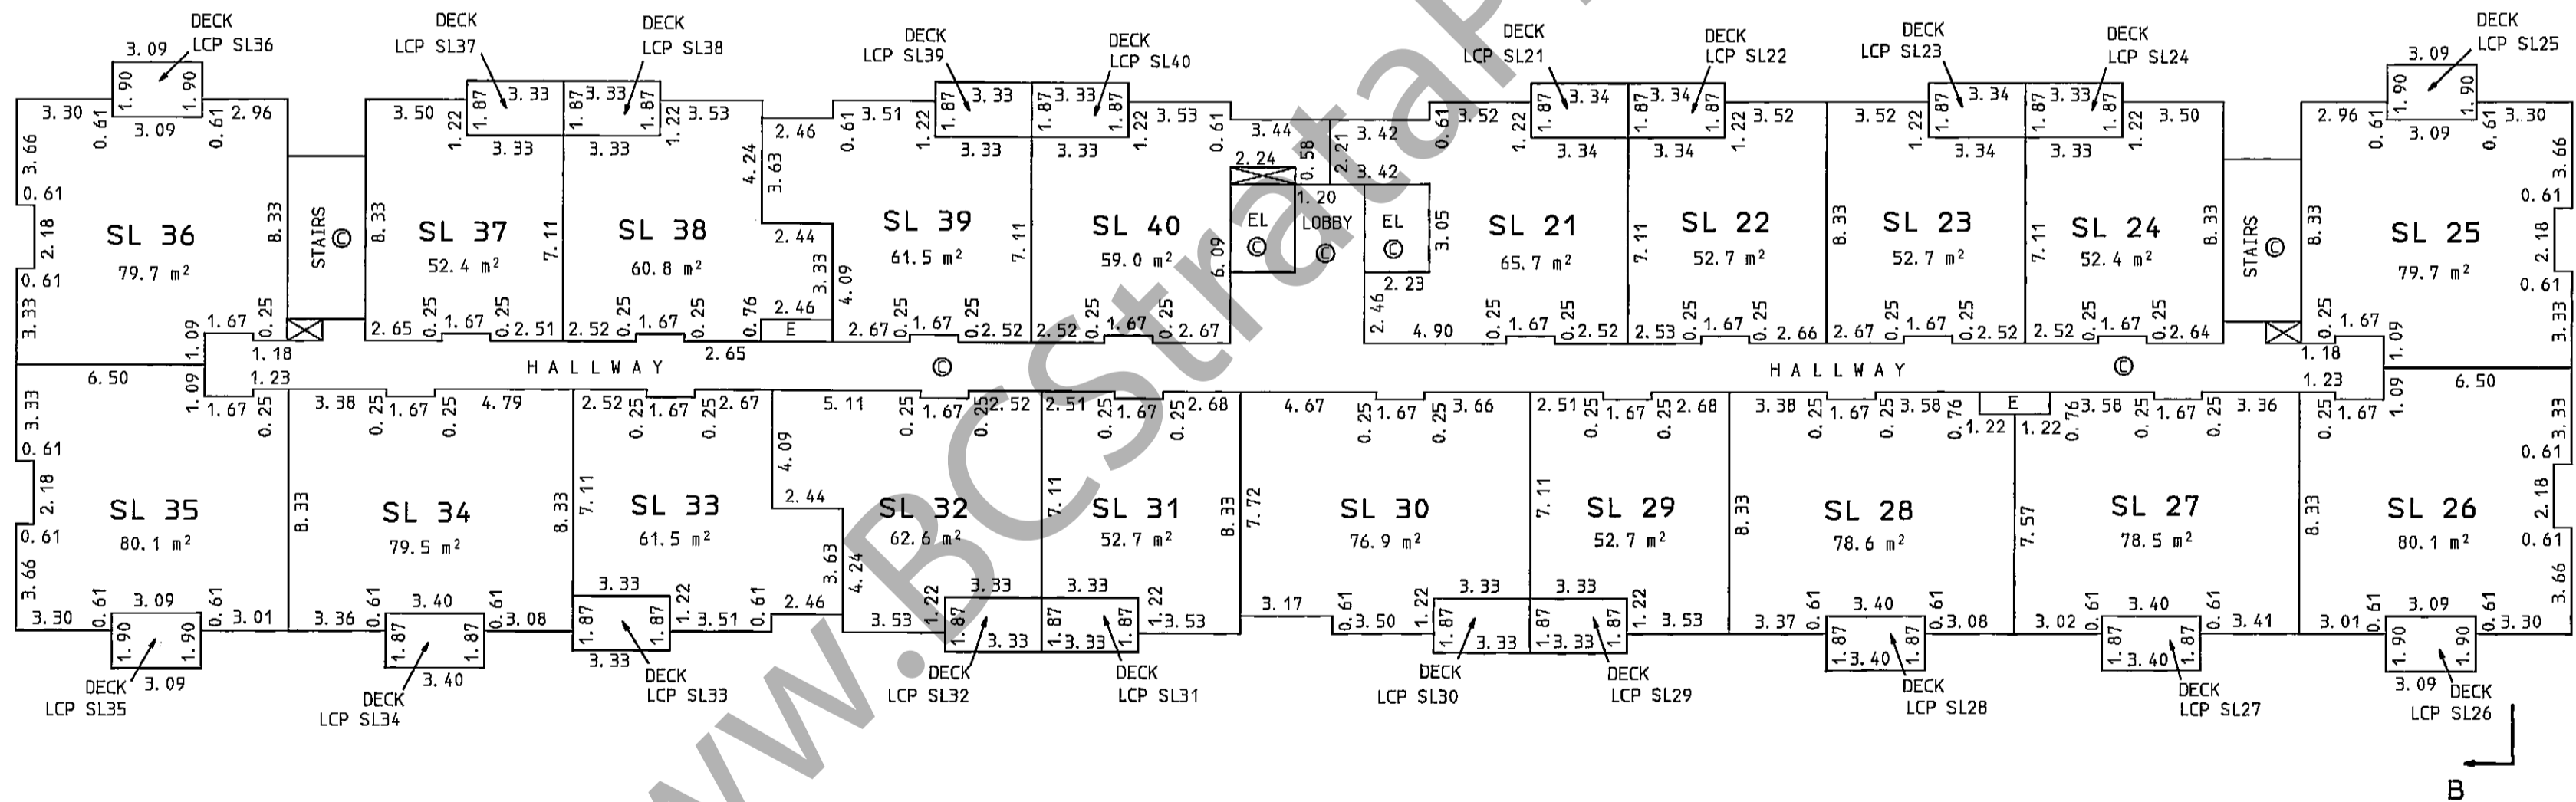 DECK
LCP SL36
DECK
LCP SL37
DECK
LCP SL38
DECK
LCP SL39
DECK
LCP SL40
DECK
LCP SL21
DECK
LCP SL22
DECK
LCP SL23
DECK
LCP SL24
DECK
LCP SL25
3.09 3.09
1.90 1.90 1.87 3.33 1.87 3.33 1.87 1.87 3.33 1.87 3.33 1.87 1.87 3.34 1.87 3.34 1.87 1.87 3.34 1.87 3.33 1.87 1.90 1.90
3.30 0.61 3.09 0.61 2.96 3.50 1.22 3.33 3.33 1.22 3.53 2.46 0.61 3.51 1.22 3.33 3.33 1.22 3.53 0.61 3.44 3.42 0.61 3.52 1.22 3.34 3.34 1.22 3.52 3.52 1.22 3.34 3.33 1.22 3.50 2.96 0.61 3.09 0.61 3.30
3.66 4.24 3.63 2.24 0.58 2.21 3.42 3.66
0.61 1.20 0.61
2.18 8.33 STAIRS © 8.33 7.11 2.44 7.11 6.09 EL © LOBBY © EL © 3.05 7.11 8.33 7.11 8.33 STAIRS © 8.33 2.18
SL 36
79.7 m²
SL 37
52.4 m²
SL 38
60.8 m²
SL 39
61.5 m²
SL 40
59.0 m²
SL 21
65.7 m²
SL 22
52.7 m²
SL 23
52.7 m²
SL 24
52.4 m²
SL 25
79.7 m²
0.61 3.33 4.09 2.23 0.61
3.33 1.67 0.25 2.65 0.25 1.67 0.25 2.51 2.52 0.25 1.67 0.25 0.76 2.46 E 2.67 0.25 1.67 0.25 2.52 2.52 0.25 1.67 0.25 2.67 2.46 4.90 0.25 1.67 0.25 2.52 2.53 0.25 1.67 0.25 2.66 2.67 0.25 1.67 0.25 2.52 2.52 0.25 1.67 0.25 2.64 0.25 1.67 3.33
1.09 1.18 2.65 1.18 1.09
HALLWAY © HALLWAY ©
6.50 1.09 1.23 1.23 1.09 6.50
3.33 1.67 0.25 3.38 0.25 1.67 0.25 4.79 2.52 0.25 1.67 0.25 2.67 5.11 0.25 1.67 0.25 2.52 2.51 0.25 1.67 0.25 2.68 4.67 0.25 1.67 0.25 3.66 2.51 0.25 1.67 0.25 2.68 3.38 0.25 1.67 0.25 3.58 0.76 E 0.76 3.58 0.25 1.67 0.25 3.36 0.25 1.67 3.33
0.61 4.09 1.22 1.22 0.61
2.18 8.33 8.33 7.11 2.44 7.11 8.33 7.72 7.11 8.33 7.57 8.33 2.18
SL 35
80.1 m²
SL 34
79.5 m²
SL 33
61.5 m²
SL 32
62.6 m²
SL 31
52.7 m²
SL 30
76.9 m²
SL 29
52.7 m²
SL 28
78.6 m²
SL 27
78.5 m²
SL 26
80.1 m²
0.61 3.63 4.24 0.61
3.66 3.66
3.30 0.61 3.09 0.61 3.01 3.36 0.61 3.40 0.61 3.08 3.33 1.22 3.51 0.61 2.46 3.53 1.22 3.33 3.33 1.22 3.53 3.17 0.61 3.50 1.22 3.33 3.33 1.22 3.53 3.37 0.61 3.40 0.61 3.08 3.02 0.61 3.40 0.61 3.41 3.01 0.61 3.09 0.61 3.30
1.90 1.90 1.87 1.87 1.87 1.87 1.87 3.33 1.87 3.33 1.87 1.87 3.33 1.87 3.33 1.87 1.87 3.40 1.87 1.87 3.40 1.87 1.90 1.90
3.09 3.40 3.33 3.09
DECK
LCP SL35
DECK
LCP SL34
DECK
LCP SL33
DECK
LCP SL32
DECK
LCP SL31
DECK
LCP SL30
DECK
LCP SL29
DECK
LCP SL28
DECK
LCP SL27
DECK
LCP SL26
B